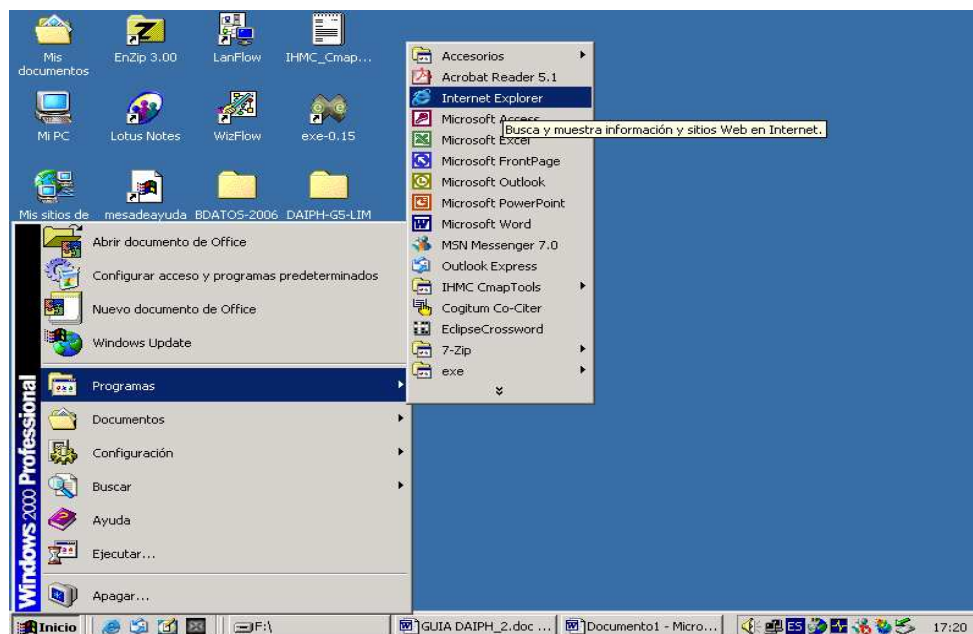 Mis documentos
EnZip 3.00
LanFlow
IHMC_Cmap...
Mi PC
Lotus Notes
WizFlow
exe-0.15
Mis sitios de
mesadeayuda
BDATOS-2006
DAIPH-G5-LIM
Abrir documento de Office
Configurar acceso y programas predeterminados
Nuevo documento de Office
Windows Update
Programas
Documentos
Configuración
Buscar
Ayuda
Ejecutar...
Apagar...
Windows 2000 Professional
Accesorios
Acrobat Reader 5.1
Internet Explorer
Microsoft Access
Busca y muestra información y sitios Web en Internet.
Microsoft Excel
Microsoft FrontPage
Microsoft Outlook
Microsoft PowerPoint
Microsoft Word
MSN Messenger 7.0
Outlook Express
IHMC CmapTools
Cogitum Co-Citer
EclipseCrossword
7-Zip
exe
Inicio
F:\
GUIA DAIPH_2.doc ...
Documento1 - Micro...
ES
17:20